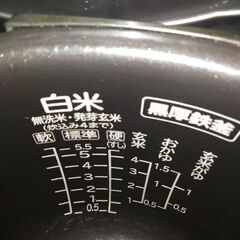 白米
無洗米・発芽玄米
(炊込み4まで)
黒厚鉄釜
軟 標準 硬(すし)
玄米
おかゆ
玄米がゆ
5.5
5
4
3
2
1
0.5
4
3
2
1
1.5
1
0.5
1
0.5